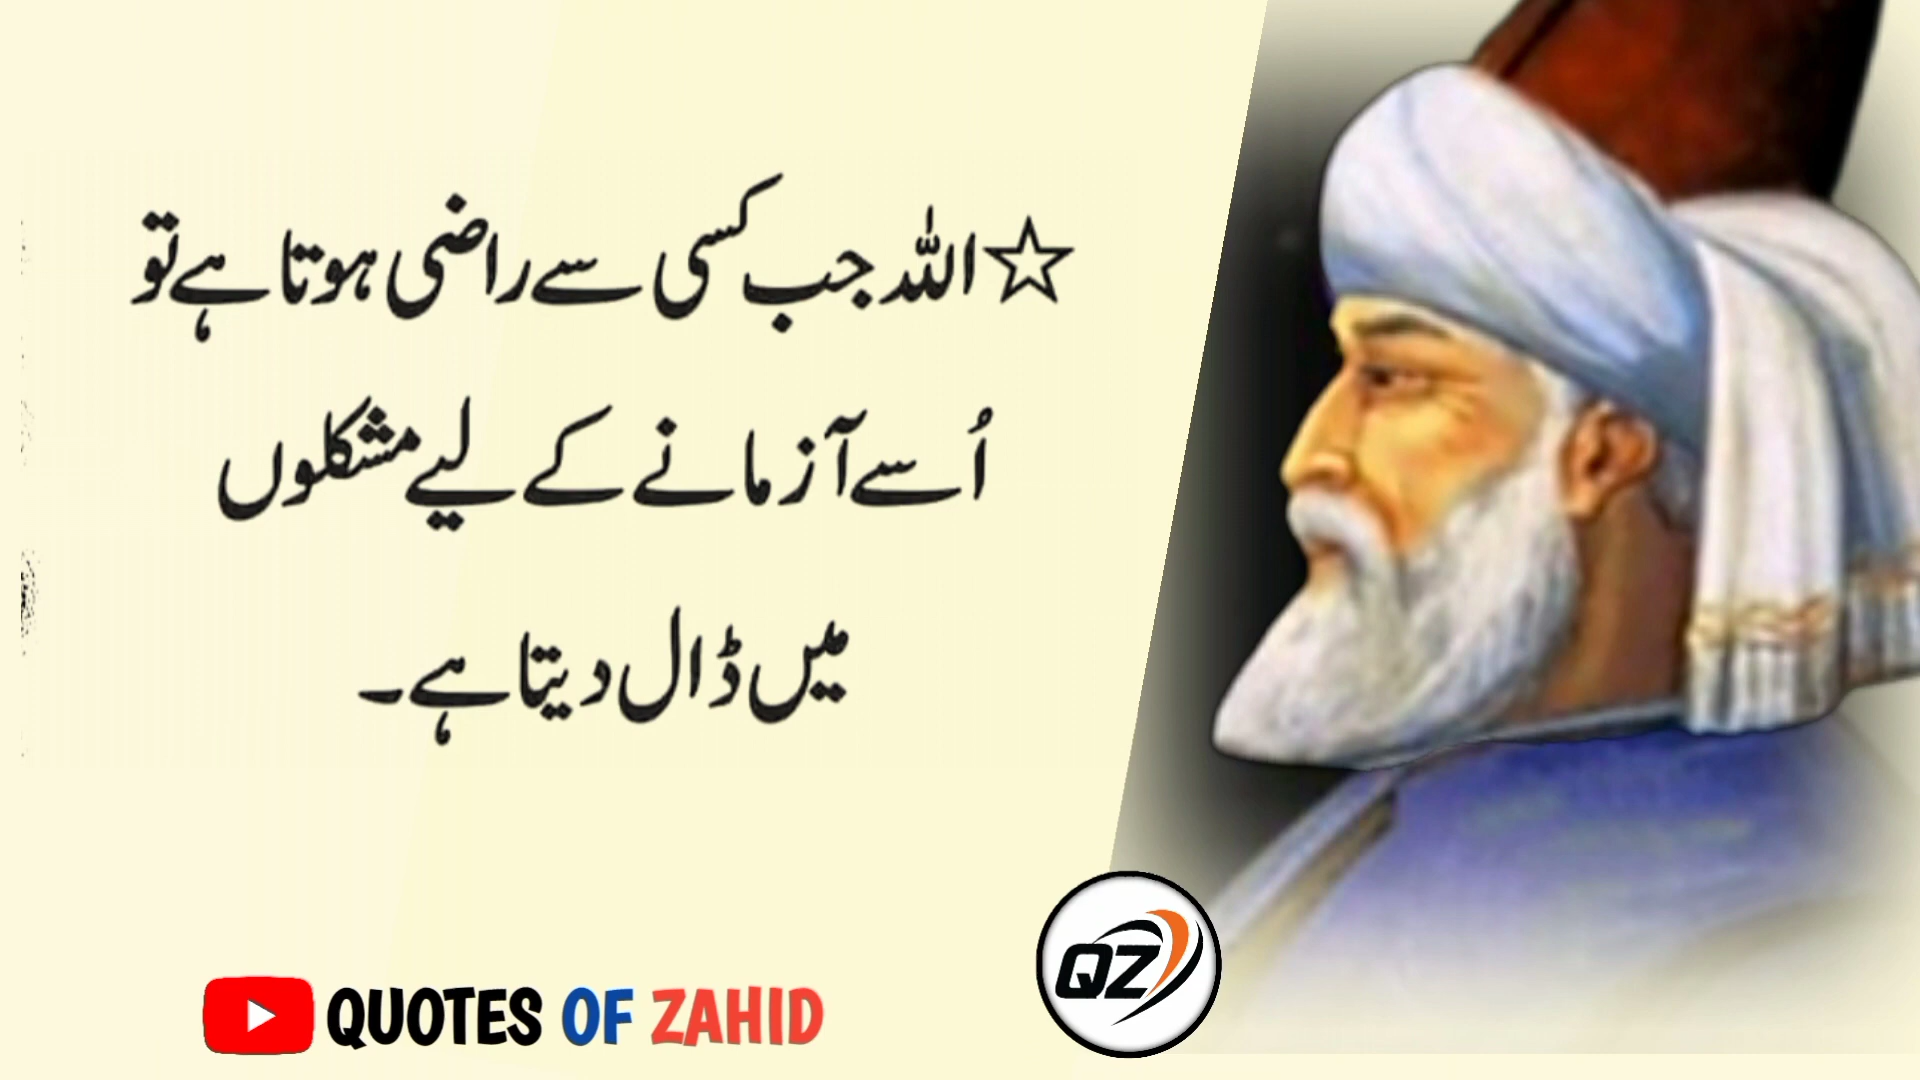 ☆اللہ جب کسی سے راضی ہوتا ہے تو
اُسے آزمانے کے لیے مشکلوں
میں ڈال دیتا ہے۔
QZ
QUOTES OF ZAHID